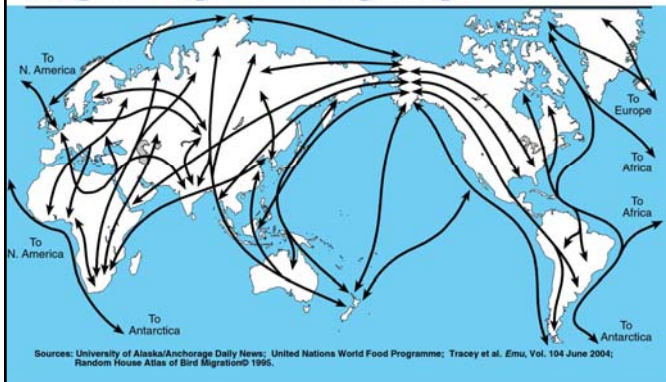 To
N. America
To
Europe
To
Africa
To
Africa
To
N. America
To
Antarctica
To
Antarctica
Sources: University of Alaska/Anchorage Daily News; United Nations World Food Programme; Tracey et al. Emu, Vol. 104 June 2004;
Random House Atlas of Bird Migration© 1995.